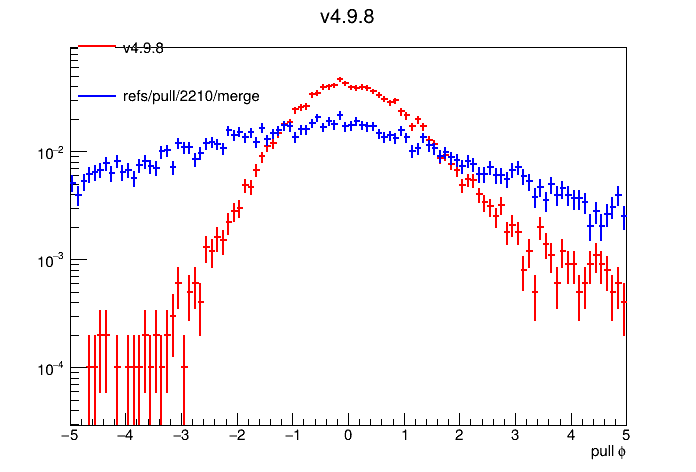 v4.9.8
v4.9.8
refs/pull/2210/merge
10⁻²
10⁻³
10⁻⁴
−5 −4 −3 −2 −1 0 1 2 3 4 5
pull ϕ